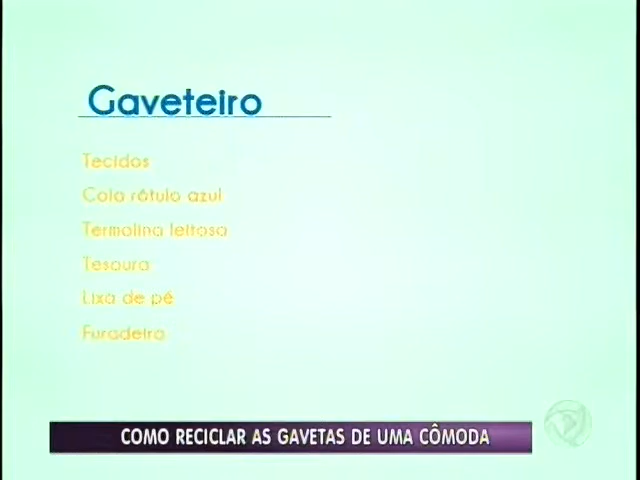 Gaveteiro
Tecidos
Cola rótulo azul
Termolina leitosa
Tesoura
Lixa de pé
Furadeira
COMO RECICLAR AS GAVETAS DE UMA CÔMODA